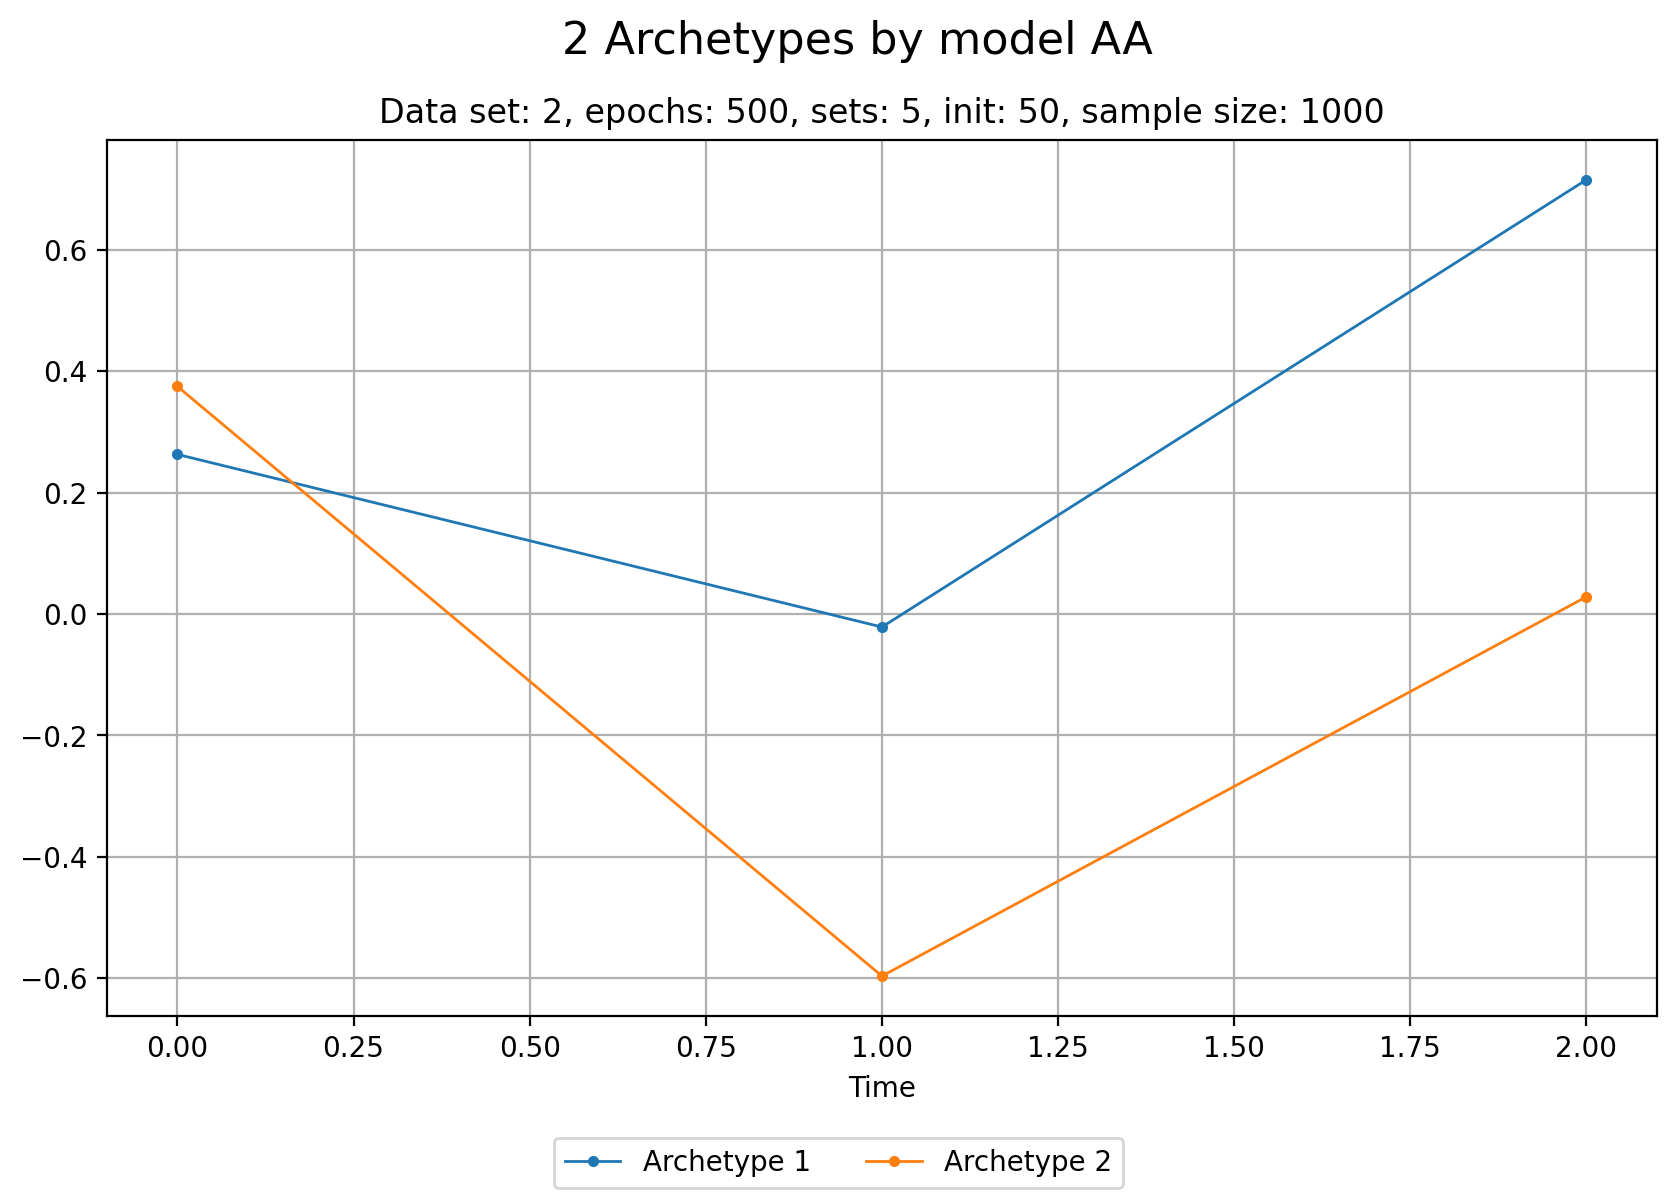 2 Archetypes by model AA
Data set: 2, epochs: 500, sets: 5, init: 50, sample size: 1000
0.6
0.4
0.2
0.0
−0.2
−0.4
−0.6
0.00 0.25 0.50 0.75 1.00 1.25 1.50 1.75 2.00
Time
Archetype 1 Archetype 2